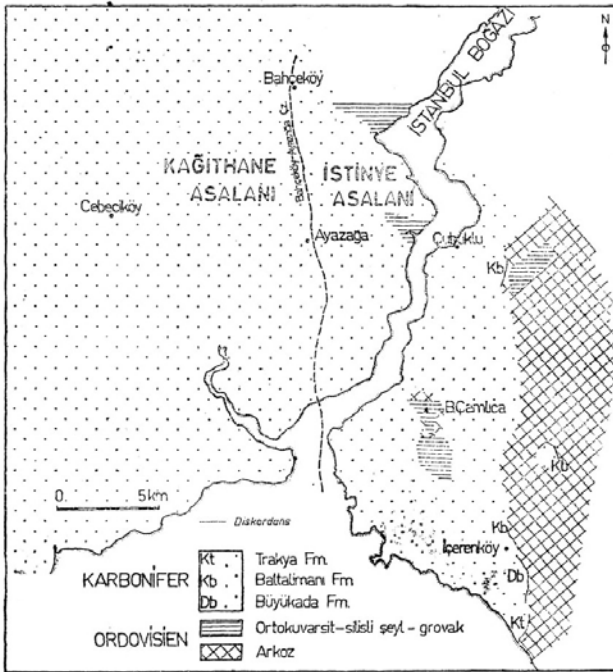 N
Bahçeköy
İSTANBUL BOĞAZI
Bahçeköy-Ayazağa Çz.
KAĞITHANE
ASALANI
İSTİNYE
ASALANI
Cebeciköy
Ayazağa
Çubuklu
Kb
B.Çamlıca
Kb
İçerenköy
Db
Kt
0 5km
Diskordans
KARBONİFER
Kt Trakya Fm.
Kb Baltalimanı Fm.
Db Büyükada Fm.
ORDOVİSİEN
Ortokuvarsit-silisli şeyl-grovak
Arkoz